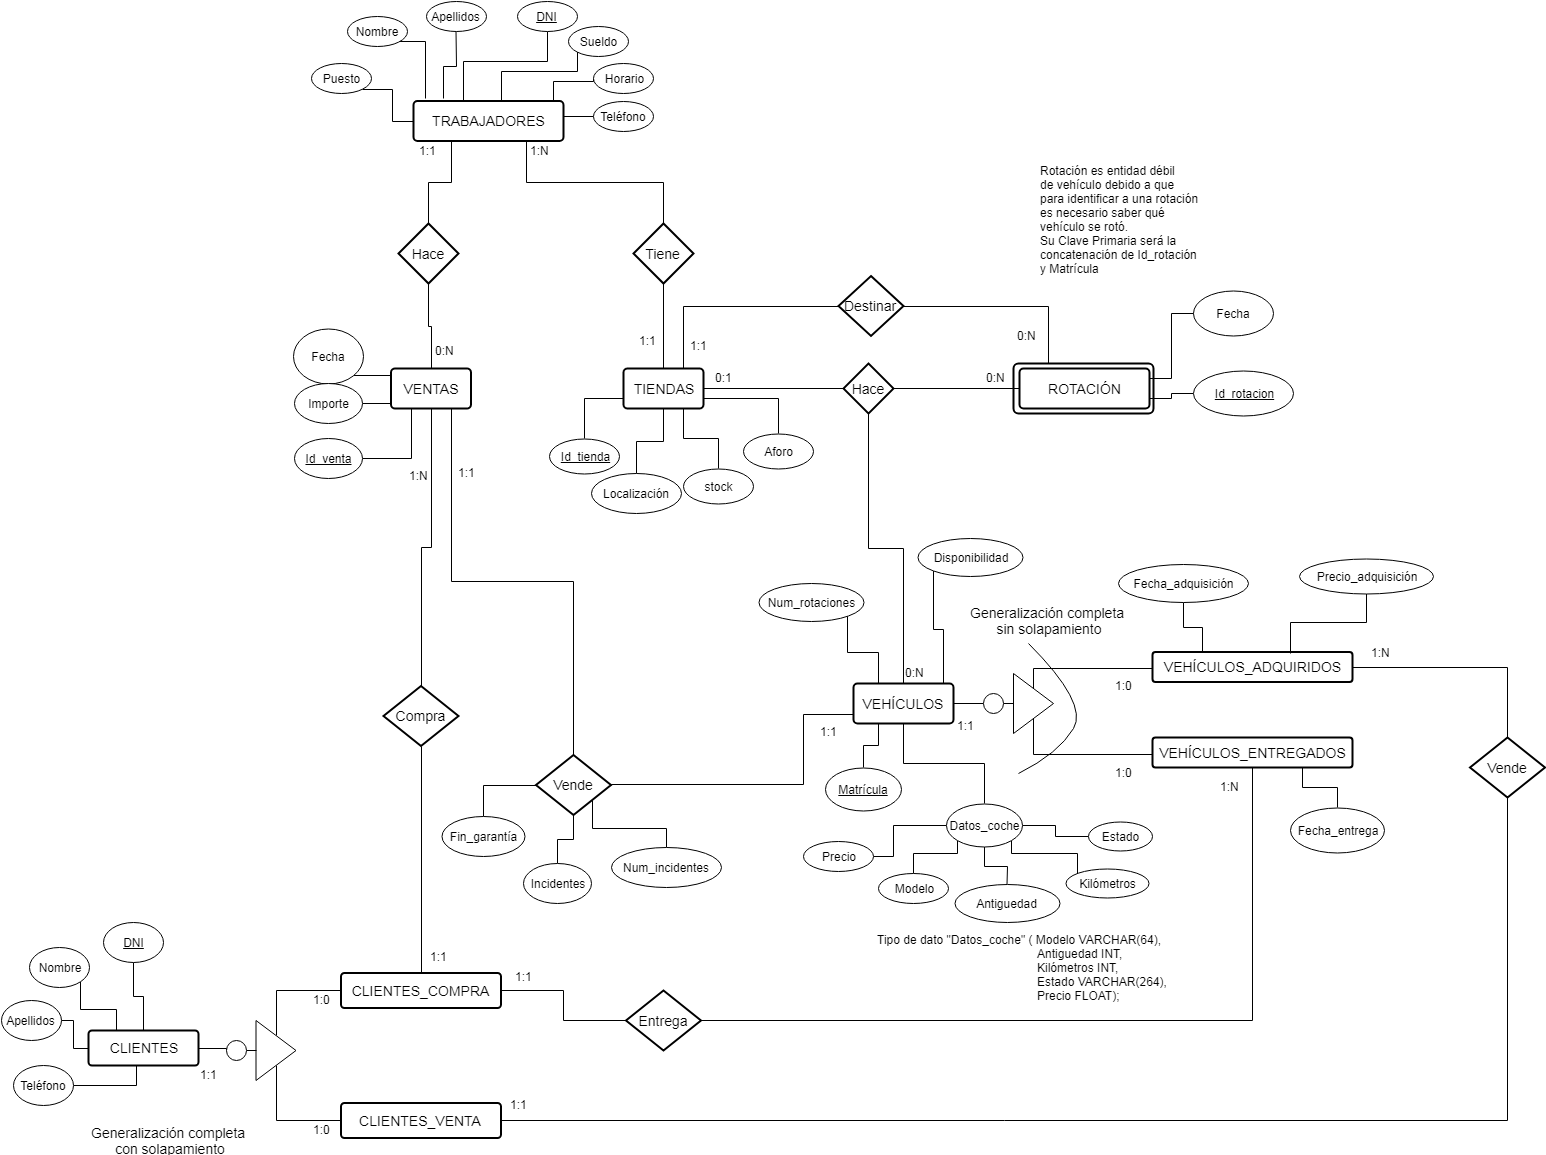 Apellidos
DNI
Nombre
Sueldo
Puesto
Horario
Teléfono
TRABAJADORES
1:1
1:N
Rotación es entidad débil
de vehículo debido a que
para identificar a una rotación
es necesario saber qué
vehículo se rotó.
Su Clave Primaria será la
concatenación de Id_rotación
y Matrícula
Hace
Tiene
Destinar
Fecha
0:N
1:1
1:1
0:N
Fecha
VENTAS
TIENDAS
0:1
Hace
0:N
ROTACIÓN
Id_rotacion
Importe
Id_venta
1:N
1:1
Id_tienda
Localización
stock
Aforo
Disponibilidad
Num_rotaciones
Fecha_adquisición
Precio_adquisición
Generalización completa
sin solapamiento
0:N
VEHÍCULOS
1:1
1:1
VEHÍCULOS_ADQUIRIDOS
1:N
1:0
VEHÍCULOS_ENTREGADOS
1:0
1:N
Vende
Compra
Vende
Matrícula
Fin_garantía
Incidentes
Num_incidentes
Datos_coche
Precio
Modelo
Antiguedad
Kilómetros
Estado
Fecha_entrega
Tipo de dato "Datos_coche" ( Modelo VARCHAR(64),
Antiguedad INT,
Kilómetros INT,
Estado VARCHAR(264),
Precio FLOAT);
DNI
Nombre
Apellidos
Teléfono
CLIENTES
1:1
1:1
1:0
CLIENTES_COMPRA
1:1
Entrega
1:0
CLIENTES_VENTA
1:1
Generalización completa
con solapamiento